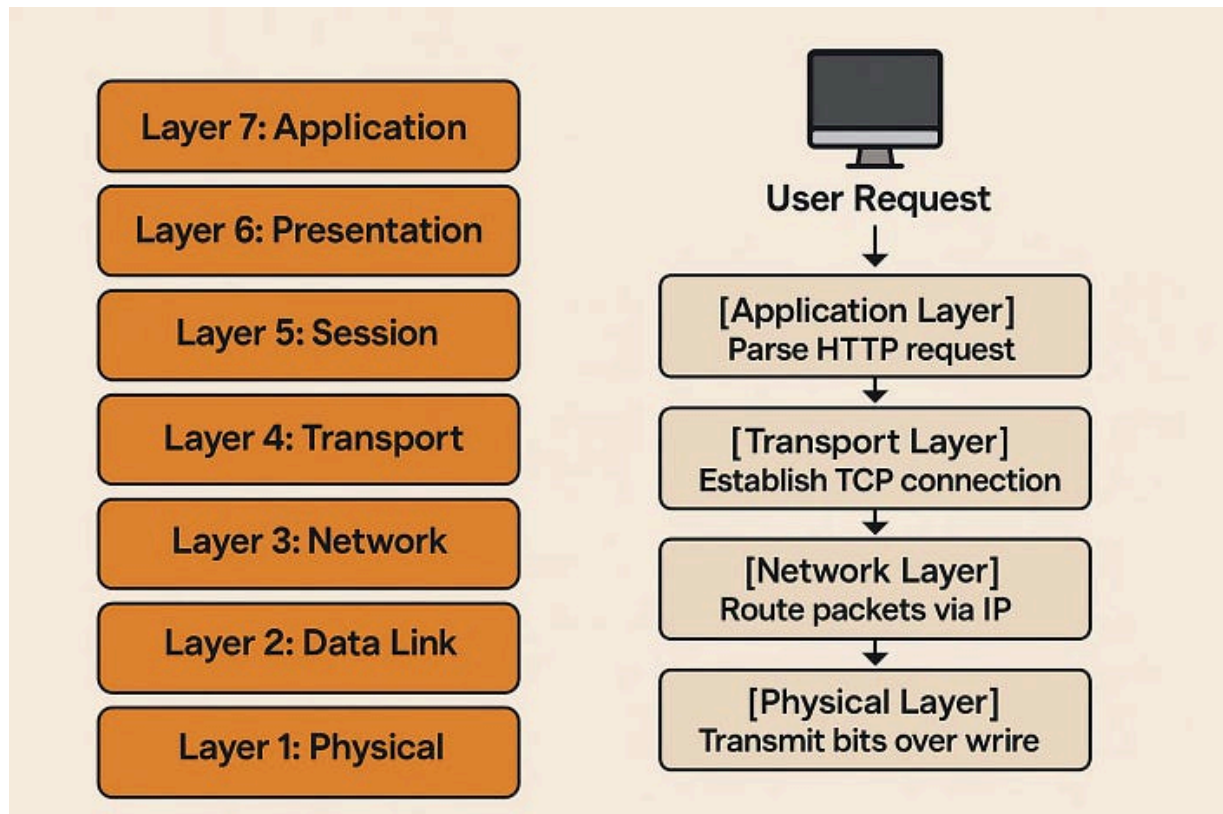 Layer 7: Application
Layer 6: Presentation
Layer 5: Session
Layer 4: Transport
Layer 3: Network
Layer 2: Data Link
Layer 1: Physical
User Request
[Application Layer]
Parse HTTP request
[Transport Layer]
Establish TCP connection
[Network Layer]
Route packets via IP
[Physical Layer]
Transmit bits over wrire